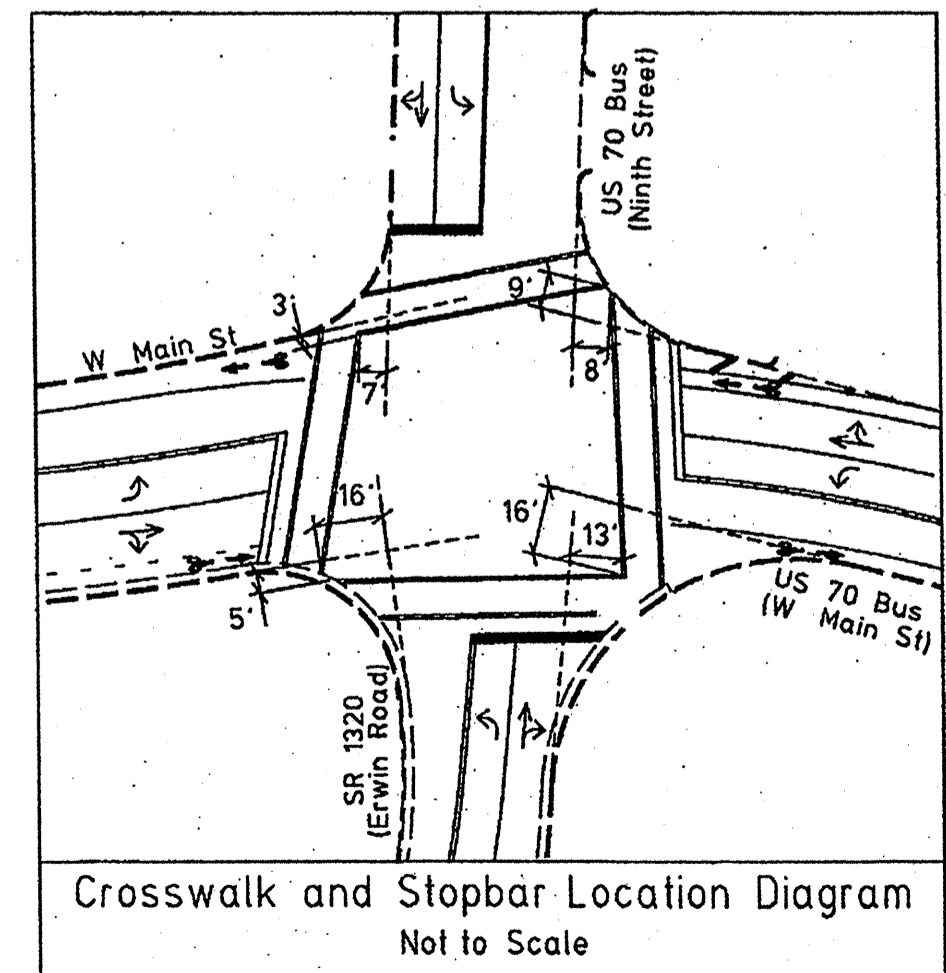 US 70 Bus
(Ninth Street)
3'
9'
W Main St
7'
8'
16'
16'
13'
5'
US 70 Bus
(W Main St)
SR 1320
(Erwin Road)
Crosswalk and Stopbar Location Diagram
Not to Scale